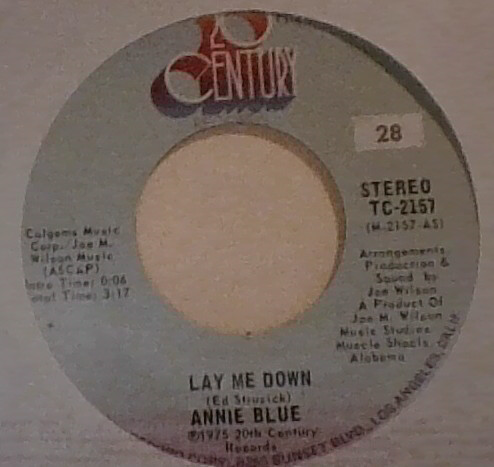 20
CENTURY
28
STEREO
TC-2157
(M-2157-AS)
Colgems Music
Corp./Joe M.
Wilson Music
(ASCAP)
Intro Time: 0:06
Total Time: 3:17
Arrangements
Production &
Sound by
Joe Wilson
A Product Of
Joe M. Wilson
Music Studios
Muscle Shoals,
Alabama
LAY ME DOWN
(Ed Strusick)
ANNIE BLUE
℗1975 20th Century
Records
CORP. 8255 SUNSET BLVD., LOS ANGELES, CALIF.